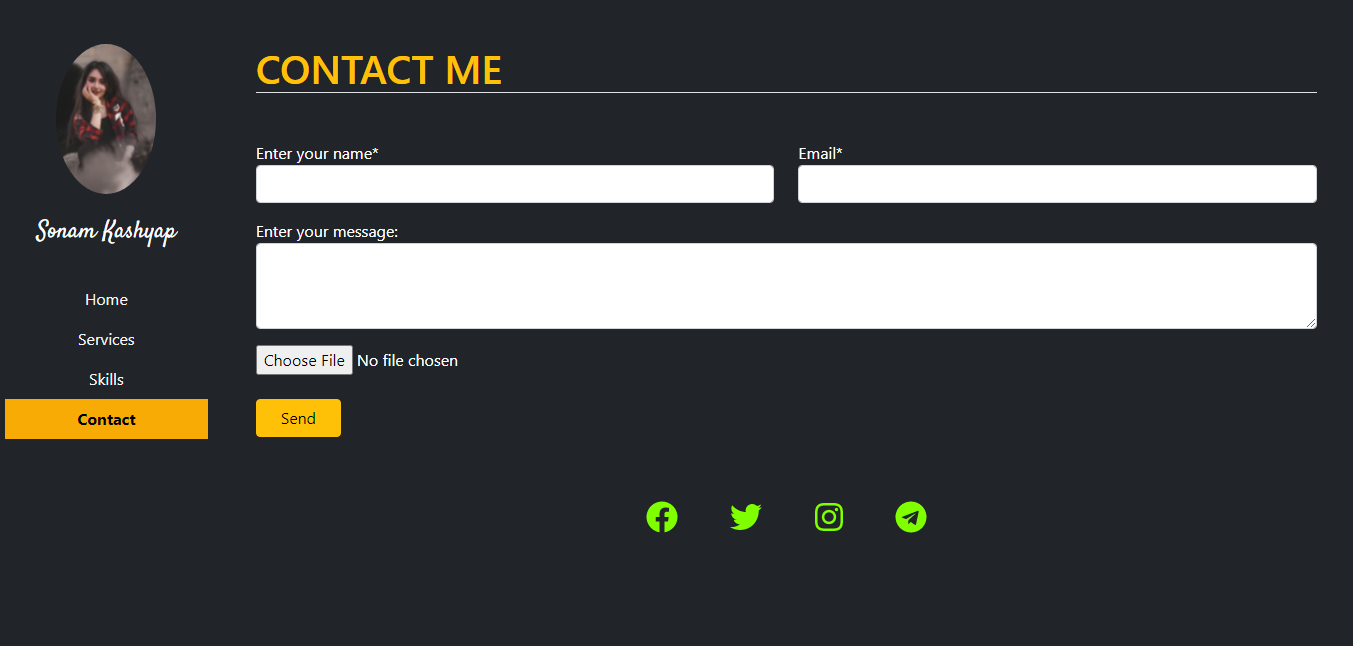 Sonam Kashyap
Home
Services
Skills
Contact
CONTACT ME
Enter your name*
Email*
Enter your message:
Choose File No file chosen
Send